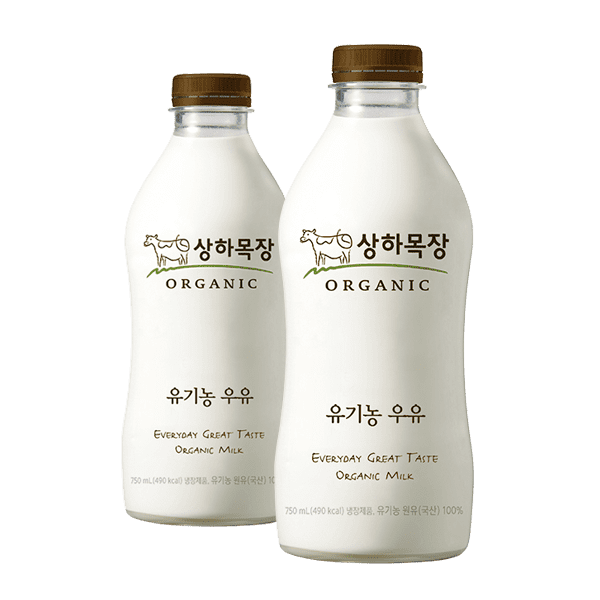 상하목장
ORGANIC
유기농 우유
EVERYDAY GREAT TASTE
ORGANIC MILK
750 mL(490 kcal) 냉장제품, 유기농 원유(국산) 10
상하목장
ORGANIC
유기농 우유
EVERYDAY GREAT TASTE
ORGANIC MILK
750 mL(490 kcal) 냉장제품, 유기농 원유(국산) 100%